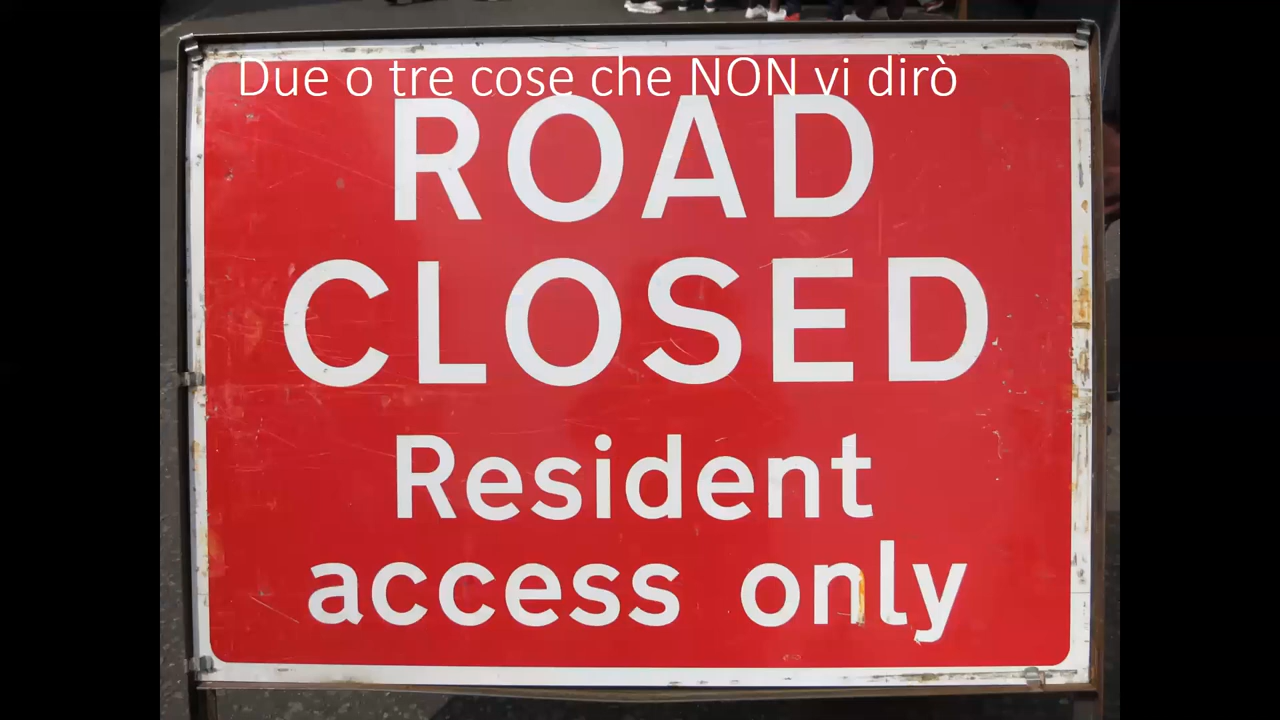 Due o tre cose che NON vi dirò
ROAD
CLOSED
Resident
access only